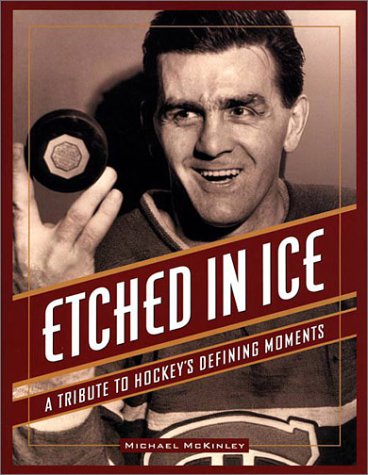 ETCHED IN ICE
A TRIBUTE TO HOCKEY'S DEFINING MOMENTS
MICHAEL MCKINLEY